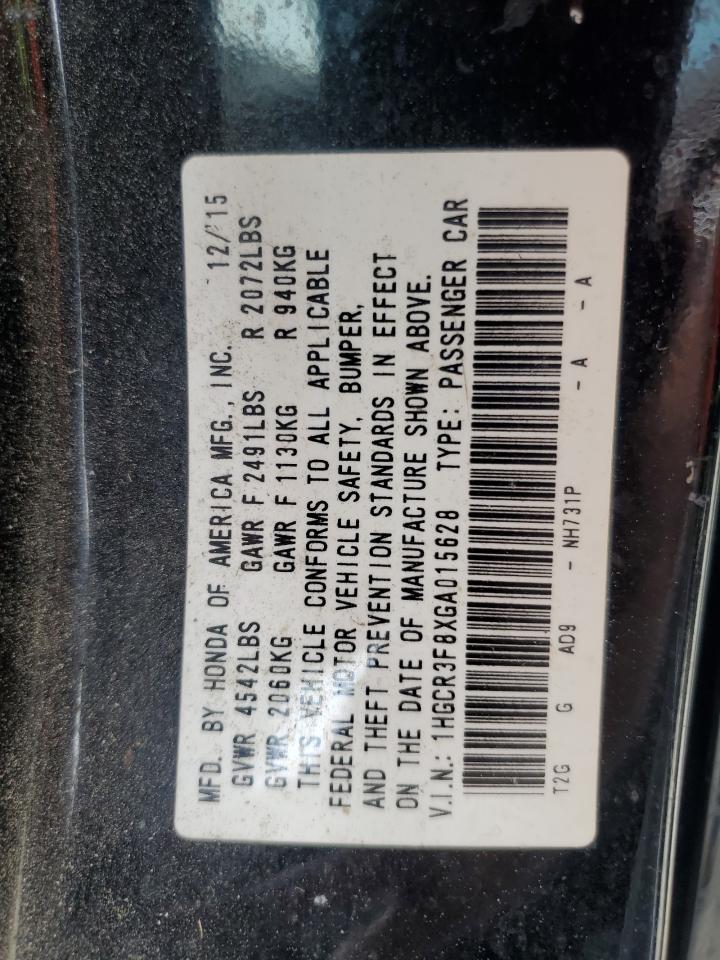 MFD. BY HONDA OF AMERICA MFG., INC. 12/15
GVWR 4542LBS GAWR F 2491LBS R 2072LBS
GVWR 2060KG GAWR F 1130KG R 940KG
THIS VEHICLE CONFORMS TO ALL APPLICABLE
FEDERAL MOTOR VEHICLE SAFETY, BUMPER,
AND THEFT PREVENTION STANDARDS IN EFFECT
ON THE DATE OF MANUFACTURE SHOWN ABOVE.
V.I.N.: 1HGCR3F8XGA015628 TYPE: PASSENGER CAR
T2G G AD9 - NH731P - A - A